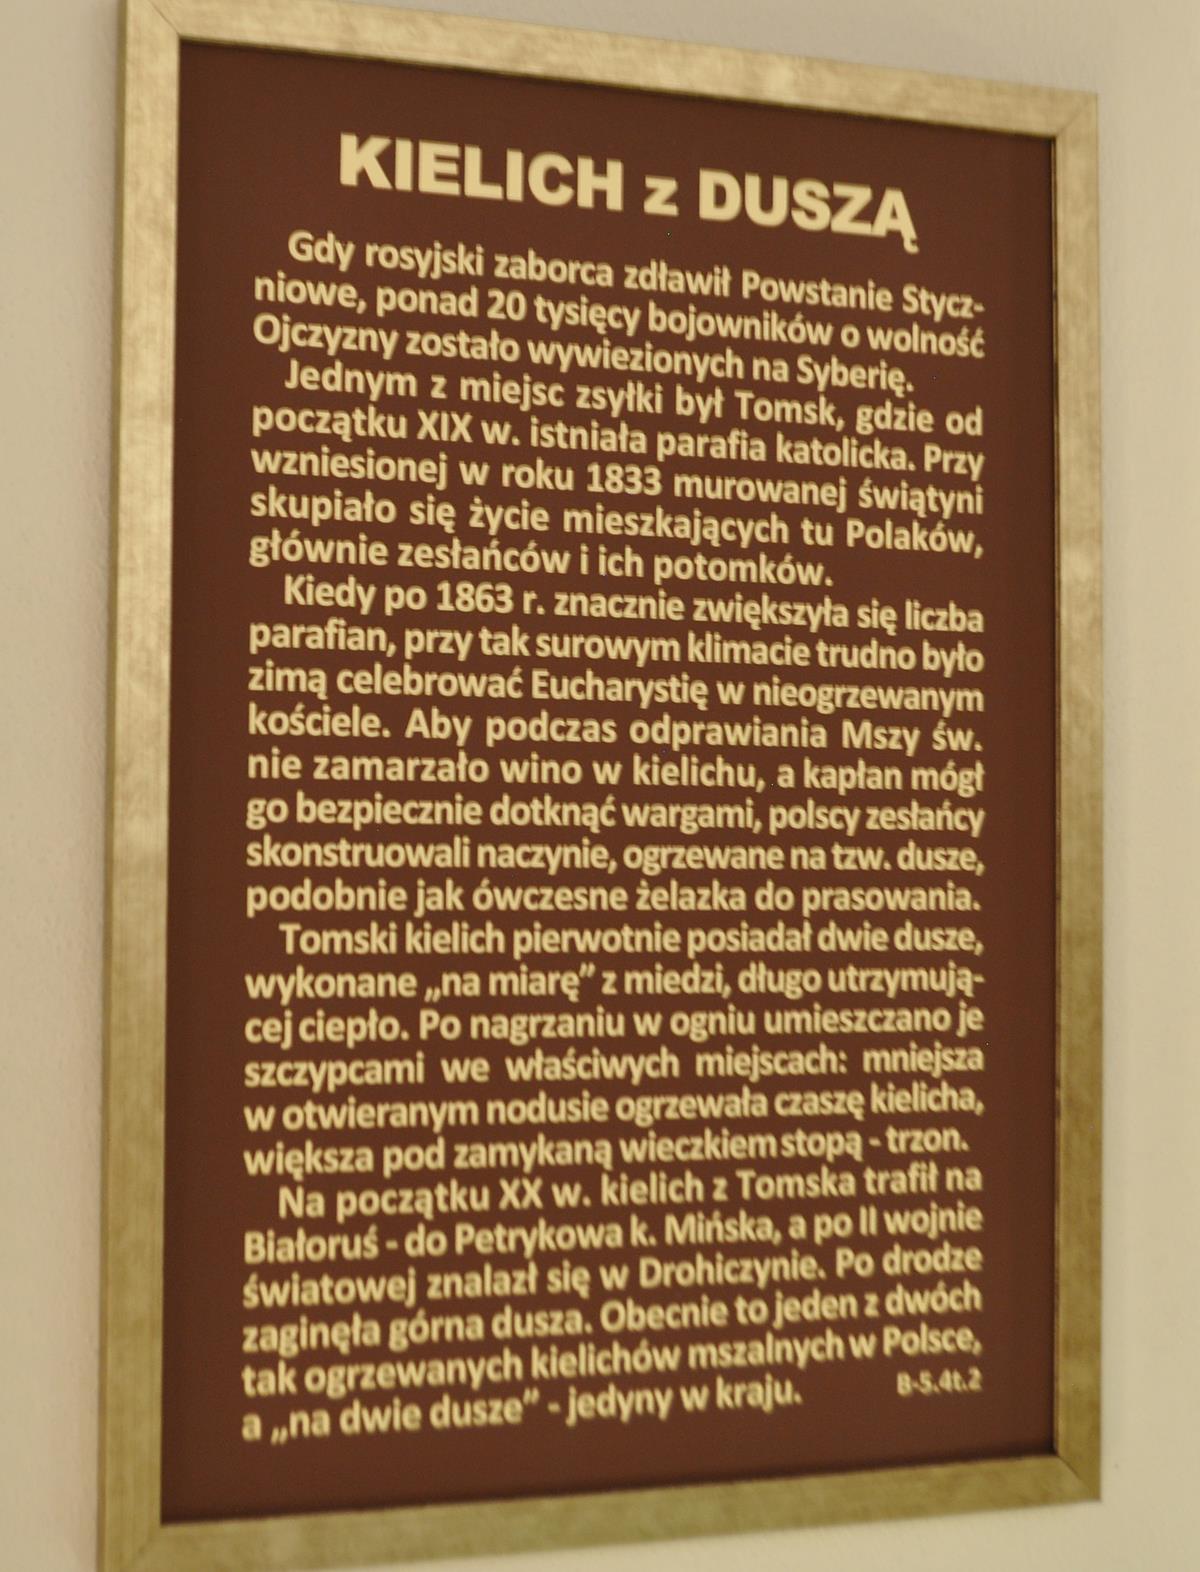 KIELICH z DUSZĄ
Gdy rosyjski zaborca zdławił Powstanie Stycz-
niowe, ponad 20 tysięcy bojowników o wolność
Ojczyzny zostało wywiezionych na Syberię.
Jednym z miejsc zsyłki był Tomsk, gdzie od
początku XIX w. istniała parafia katolicka. Przy
wzniesionej w roku 1833 murowanej świątyni
skupiało się życie mieszkających tu Polaków,
głównie zesłańców i ich potomków.
Kiedy po 1863 r. znacznie zwiększyła się liczba
parafian, przy tak surowym klimacie trudno było
zimą celebrować Eucharystię w nieogrzewanym
kościele. Aby podczas odprawiania Mszy św.
nie zamarzało wino w kielichu, a kapłan mógł
go bezpiecznie dotknąć wargami, polscy zesłańcy
skonstruowali naczynie, ogrzewane na tzw. dusze,
podobnie jak ówczesne żelazka do prasowania.
Tomski kielich pierwotnie posiadał dwie dusze,
wykonane „na miarę” z miedzi, długo utrzymują-
cej ciepło. Po nagrzaniu w ogniu umieszczano je
szczypcami we właściwych miejscach: mniejsza
w otwieranym nodusie ogrzewała czaszę kielicha,
większa pod zamykaną wieczkiem stopą - trzon.
Na początku XX w. kielich z Tomska trafił na
Białoruś - do Petrykowa k. Mińska, a po II wojnie
światowej znalazł się w Drohiczynie. Po drodze
zaginęła górna dusza. Obecnie to jeden z dwóch
tak ogrzewanych kielichów mszalnych w Polsce,
a „na dwie dusze” - jedyny w kraju. B-5.4t.2